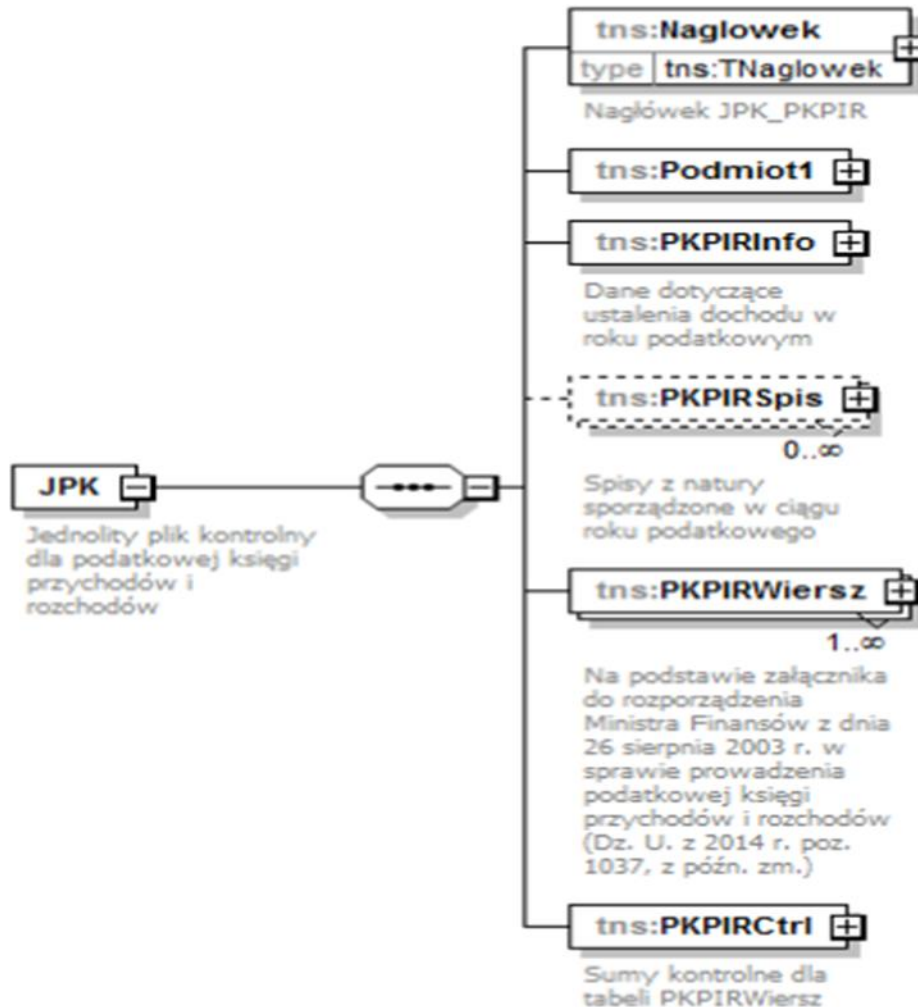 tns:Naglowek
type tns:TNaglowek
Nagłówek JPK_PKPIR
tns:Podmiot1
tns:PKPIRInfo
Dane dotyczące
ustalenia dochodu w
roku podatkowym
tns:PKPIRSpis
0..∞
Spisy z natury
sporządzone w ciągu
roku podatkowego
JPK
Jednolity plik kontrolny
dla podatkowej księgi
przychodów i
rozchodów
tns:PKPIRWiersz
1..∞
Na podstawie załącznika
do rozporządzenia
Ministra Finansów z dnia
26 sierpnia 2003 r. w
sprawie prowadzenia
podatkowej księgi
przychodów i rozchodów
(Dz. U. z 2014 r. poz.
1037, z późn. zm.)
tns:PKPIRCtrl
Sumy kontrolne dla
tabeli PKPIRWiersz